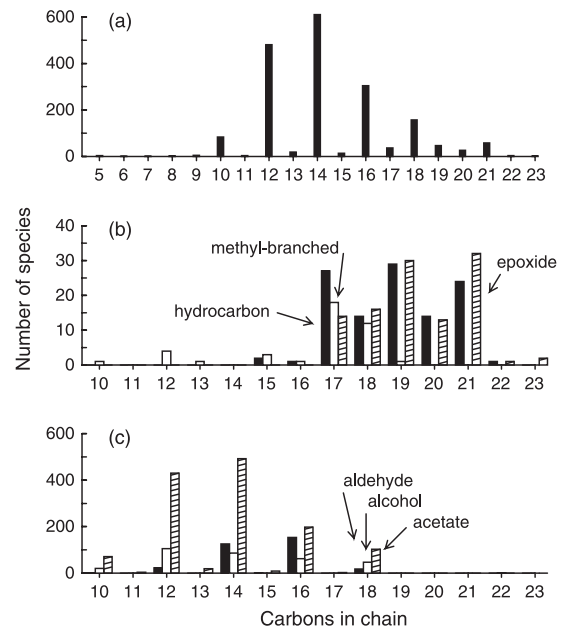 (a)
600
400
200
0
5 6 7 8 9 10 11 12 13 14 15 16 17 18 19 20 21 22 23
Number of species
(b)
40
30
20
10
0
methyl-branched
hydrocarbon
epoxide
10 11 12 13 14 15 16 17 18 19 20 21 22 23
(c)
600
400
200
0
aldehyde
alcohol
acetate
10 11 12 13 14 15 16 17 18 19 20 21 22 23
Carbons in chain